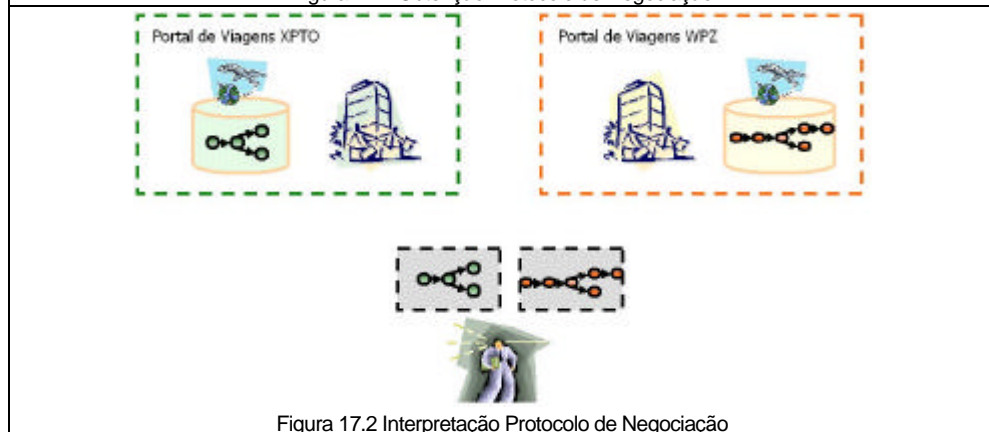 Portal de Viagens XPTO
Portal de Viagens WPZ
Figura 17.2 Interpretação Protocolo de Negociação